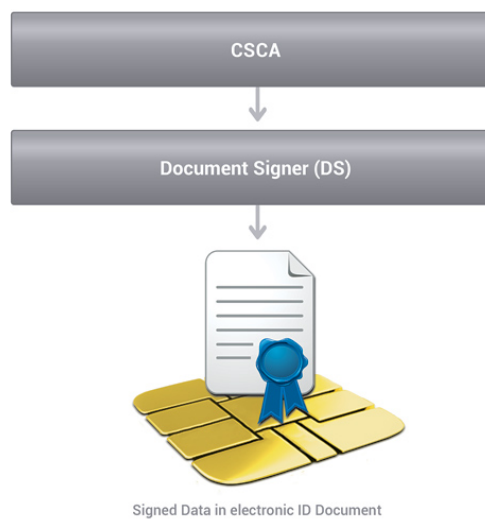 CSCA
Document Signer (DS)
Signed Data in electronic ID Document